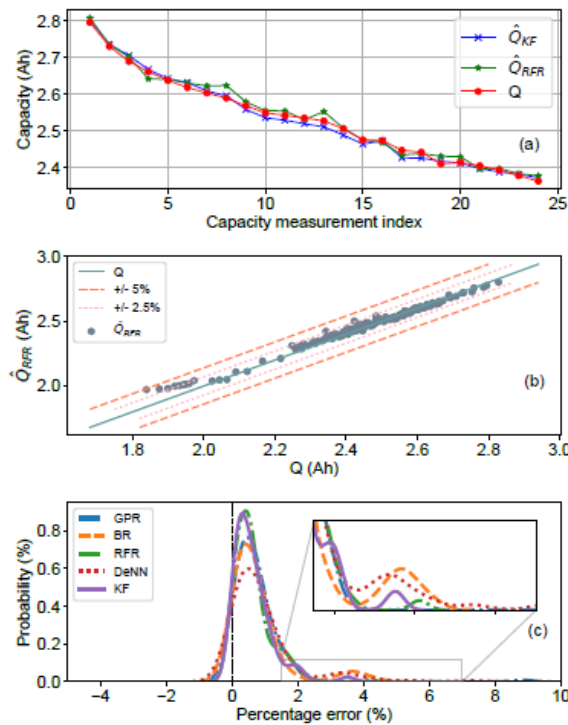 2.8
2.7
2.6
2.5
2.4
Capacity (Ah)
Q̂KF
Q̂RFR
Q
(a)
0 5 10 15 20 25
Capacity measurement index
3.0
2.5
2.0
Q̂RFR (Ah)
Q
+/- 5%
+/- 2.5%
Q̂RFR
(b)
1.8 2.0 2.2 2.4 2.6 2.8 3.0
Q (Ah)
0.8
0.6
0.4
0.2
0.0
Probability (%)
GPR
BR
RFR
DeNN
KF
(c)
−4 −2 0 2 4 6 8 10
Percentage error (%)